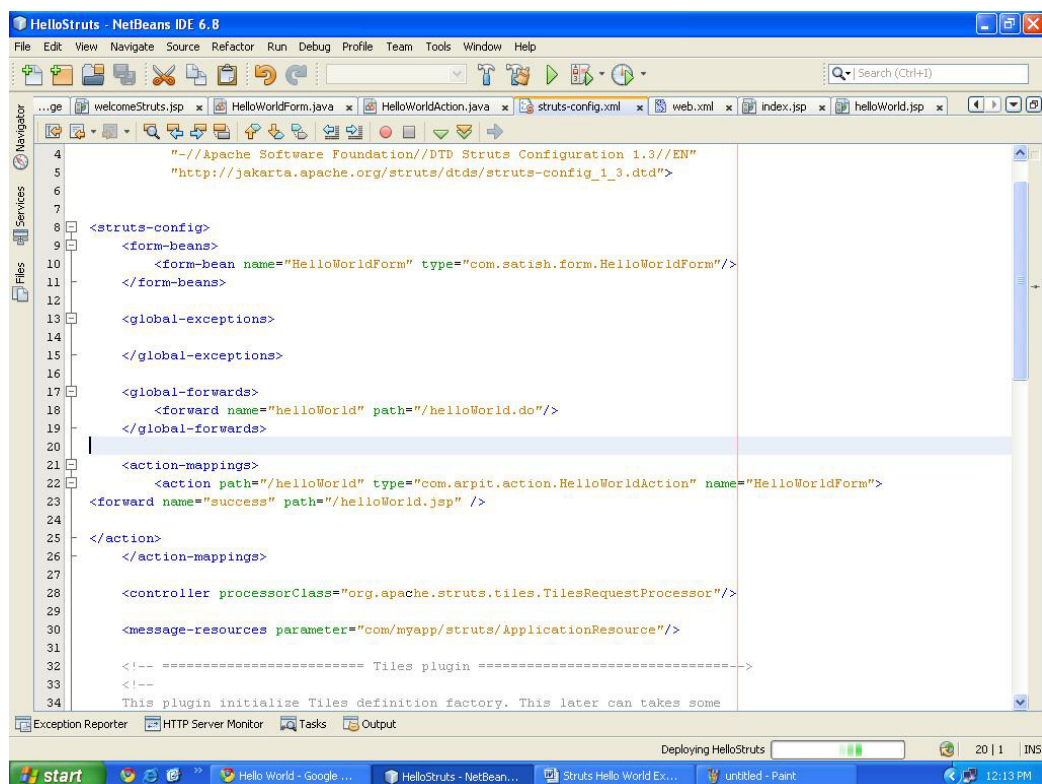 HelloStruts - NetBeans IDE 6.8
File Edit View Navigate Source Refactor Run Debug Profile Team Tools Window Help
Search (Ctrl+I)
...ge welcomeStruts.jsp x HelloWorldForm.java x HelloWorldAction.java x struts-config.xml x web.xml x index.jsp x helloWorld.jsp x
Navigator
Services
Files
4 "-//Apache Software Foundation//DTD Struts Configuration 1.3//EN"
5 "http://jakarta.apache.org/struts/dtds/struts-config_1_3.dtd">
6
7
8 <struts-config>
9 <form-beans>
10 <form-bean name="HelloWorldForm" type="com.satish.form.HelloWorldForm"/>
11 </form-beans>
12
13 <global-exceptions>
14
15 </global-exceptions>
16
17 <global-forwards>
18 <forward name="helloWorld" path="/helloWorld.do"/>
19 </global-forwards>
20
21 <action-mappings>
22 <action path="/helloWorld" type="com.arpit.action.HelloWorldAction" name="HelloWorldForm">
23 <forward name="success" path="/helloWorld.jsp" />
24
25 </action>
26 </action-mappings>
27
28 <controller processorClass="org.apache.struts.tiles.TilesRequestProcessor"/>
29
30 <message-resources parameter="com/myapp/struts/ApplicationResource"/>
31
32 <!-- ========================= Tiles plugin ===============================-->
33 <!--
34 This plugin initialize Tiles definition factory. This later can takes some
Exception Reporter HTTP Server Monitor Tasks Output
Deploying HelloStruts 20 | 1 INS
start Hello World - Google ... HelloStruts - NetBean... Struts Hello World Ex... untitled - Paint 12:13 PM